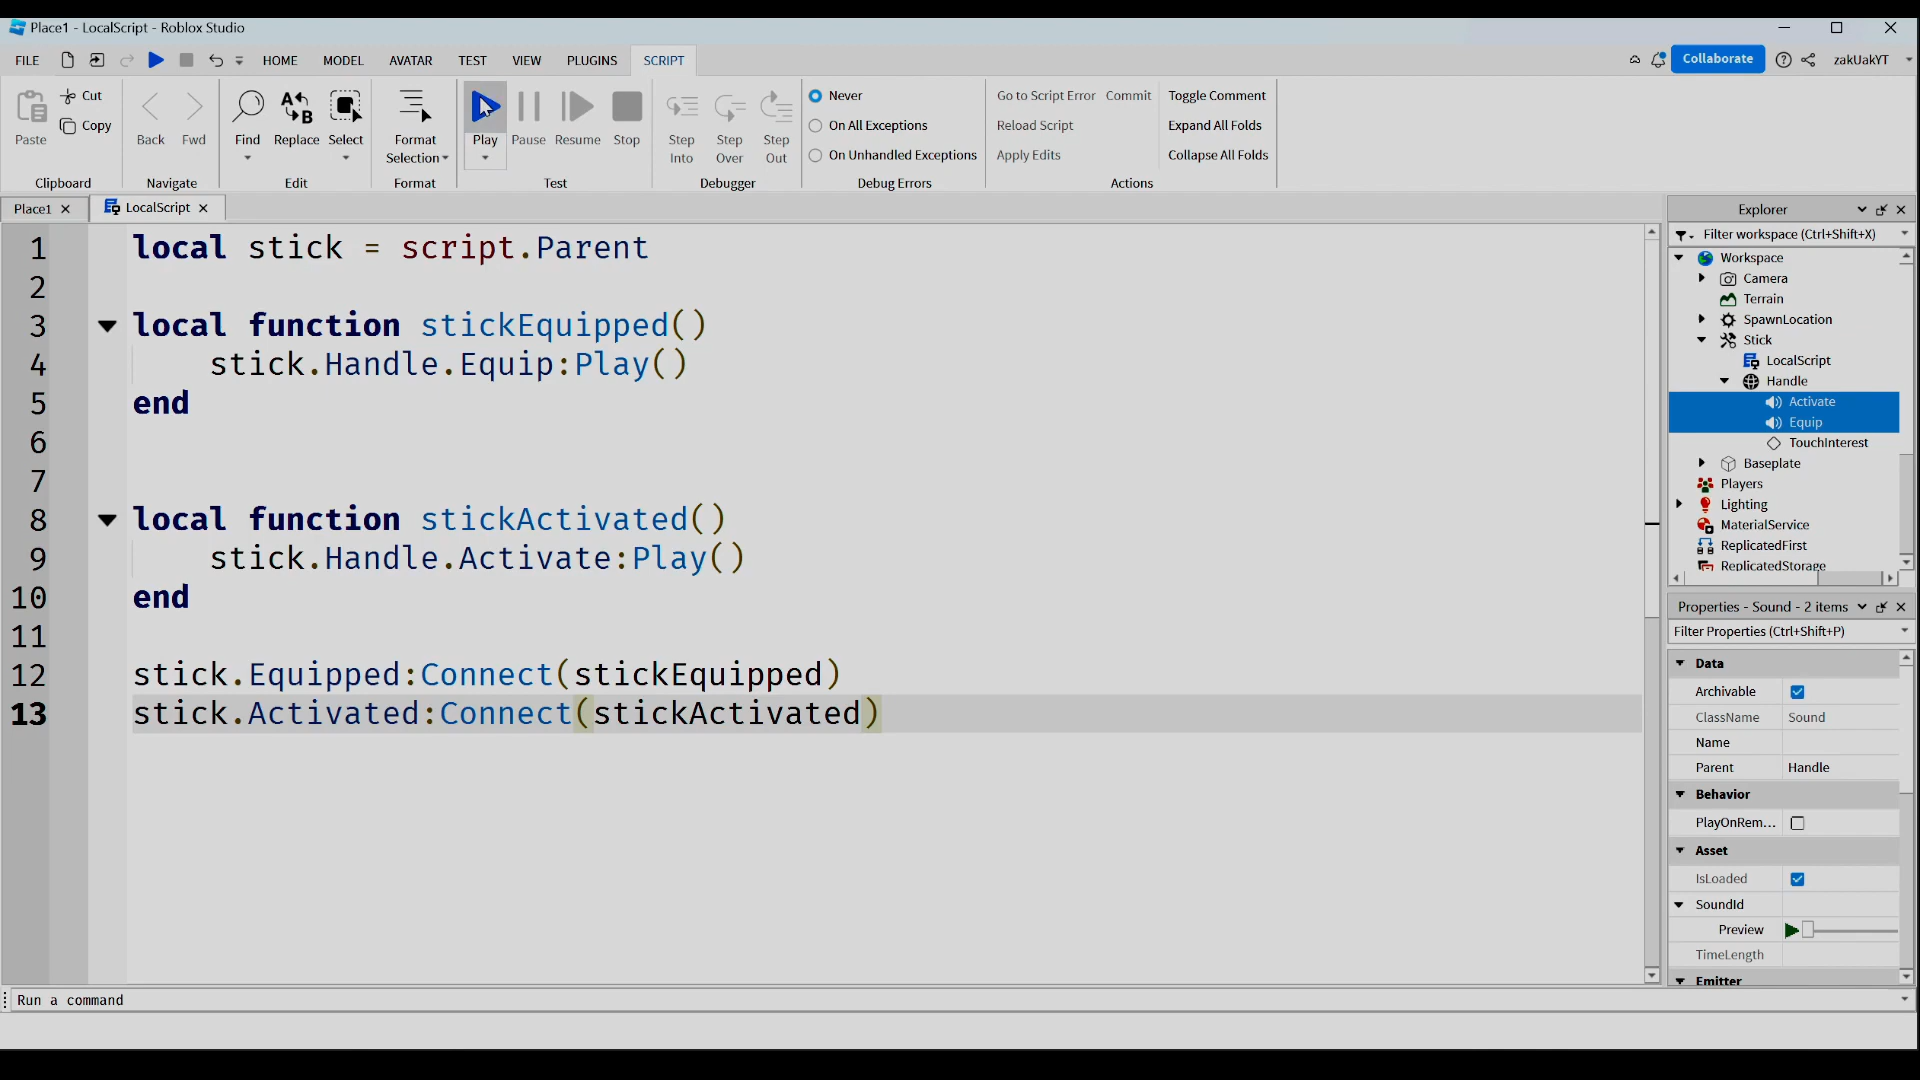 Place1 - LocalScript - Roblox Studio
FILE HOME MODEL AVATAR TEST VIEW PLUGINS SCRIPT Collaborate zakUakYT
Paste
Cut
Copy
Clipboard
Back Fwd
Navigate
Find Replace Select
Edit
Format
Selection
Format
Play Pause Resume Stop
Test
Step
Into
Step
Over
Step
Out
Debugger
Never
On All Exceptions
On Unhandled Exceptions
Debug Errors
Go to Script Error Commit Toggle Comment
Reload Script Expand All Folds
Apply Edits Collapse All Folds
Actions
Place1 LocalScript
1 local stick = script.Parent
2
3 local function stickEquipped()
4 stick.Handle.Equip:Play()
5 end
6
7
8 local function stickActivated()
9 stick.Handle.Activate:Play()
10 end
11
12 stick.Equipped:Connect(stickEquipped)
13 stick.Activated:Connect(stickActivated)
Explorer
Filter workspace (Ctrl+Shift+X)
Workspace
Camera
Terrain
SpawnLocation
Stick
LocalScript
Handle
Activate
Equip
TouchInterest
Baseplate
Players
Lighting
MaterialService
ReplicatedFirst
ReplicatedStorage
Properties - Sound - 2 items
Filter Properties (Ctrl+Shift+P)
Data
Archivable
ClassName Sound
Name
Parent Handle
Behavior
PlayOnRem...
Asset
IsLoaded
SoundId
Preview
TimeLength
Emitter
Run a command